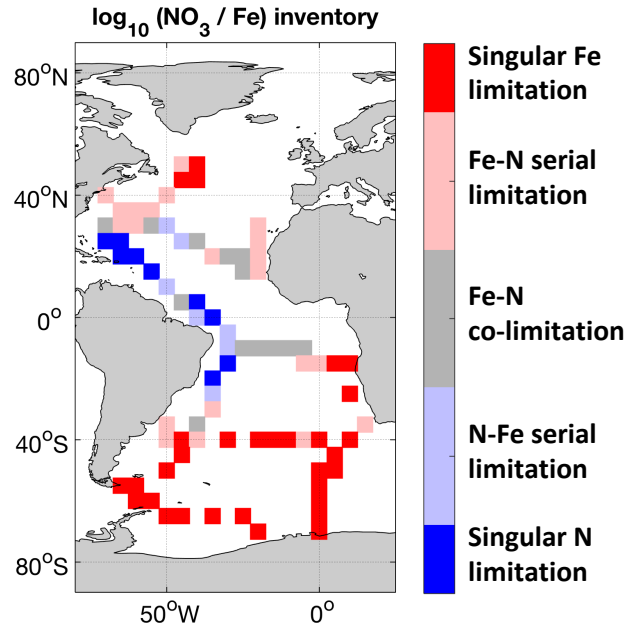 log₁₀ (NO₃ / Fe) inventory
80°N
40°N
0°
40°S
80°S
50°W
0°
Singular Fe
limitation
Fe-N serial
limitation
Fe-N
co-limitation
N-Fe serial
limitation
Singular N
limitation